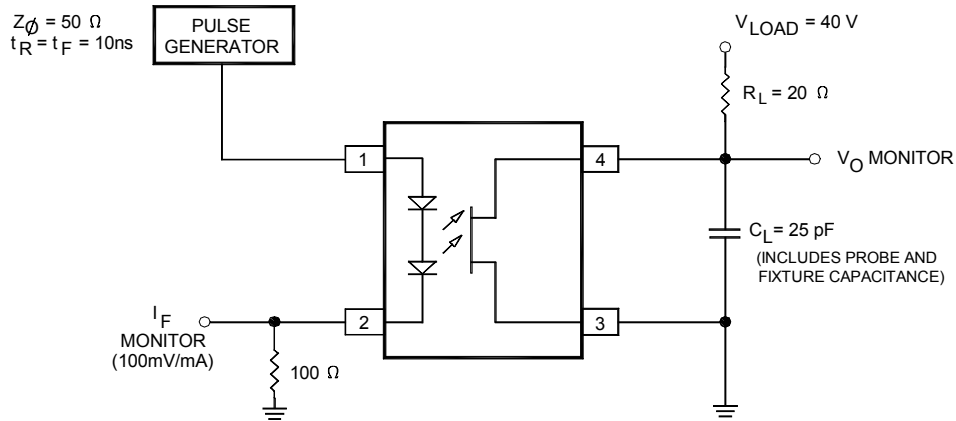 Z∅ = 50 Ω
tR = tF = 10ns
PULSE
GENERATOR
VLOAD = 40 V
RL = 20 Ω
1
4
VO MONITOR
CL = 25 pF
(INCLUDES PROBE AND
FIXTURE CAPACITANCE)
IF
MONITOR
(100mV/mA)
2
3
100 Ω